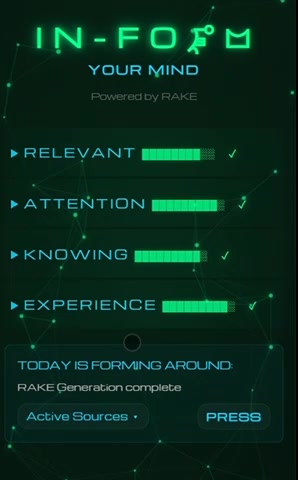 IN-FORM
YOUR MIND
Powered by RAKE
RELEVANT
ATTENTION
KNOWING
EXPERIENCE
TODAY IS FORMING AROUND:
RAKE Generation complete
Active Sources
PRESS